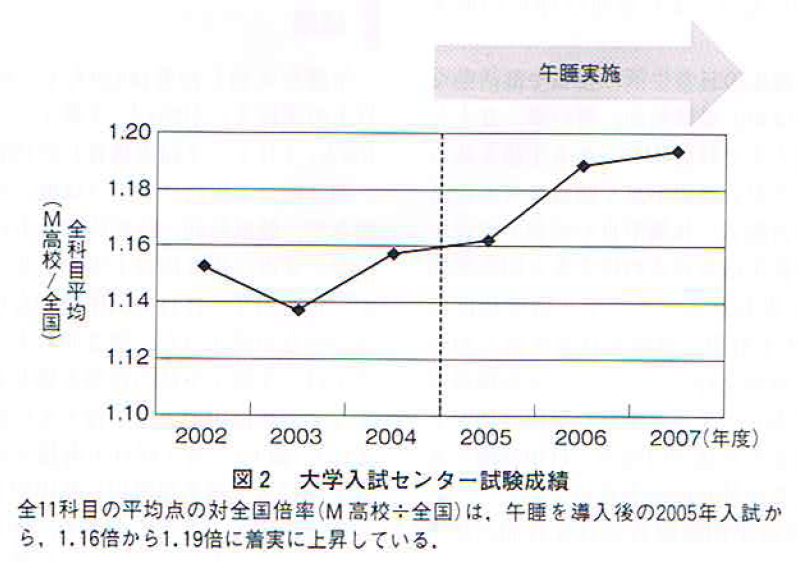 午睡実施
1.20
1.18
1.16
1.14
1.12
1.10
全科目平均
(M高校/全国)
2002 2003 2004 2005 2006 2007(年度)
図2 大学入試センター試験成績
全11科目の平均点の対全国倍率(M高校÷全国)は,午睡を導入後の2005年入試か
ら,1.16倍から1.19倍に着実に上昇している.